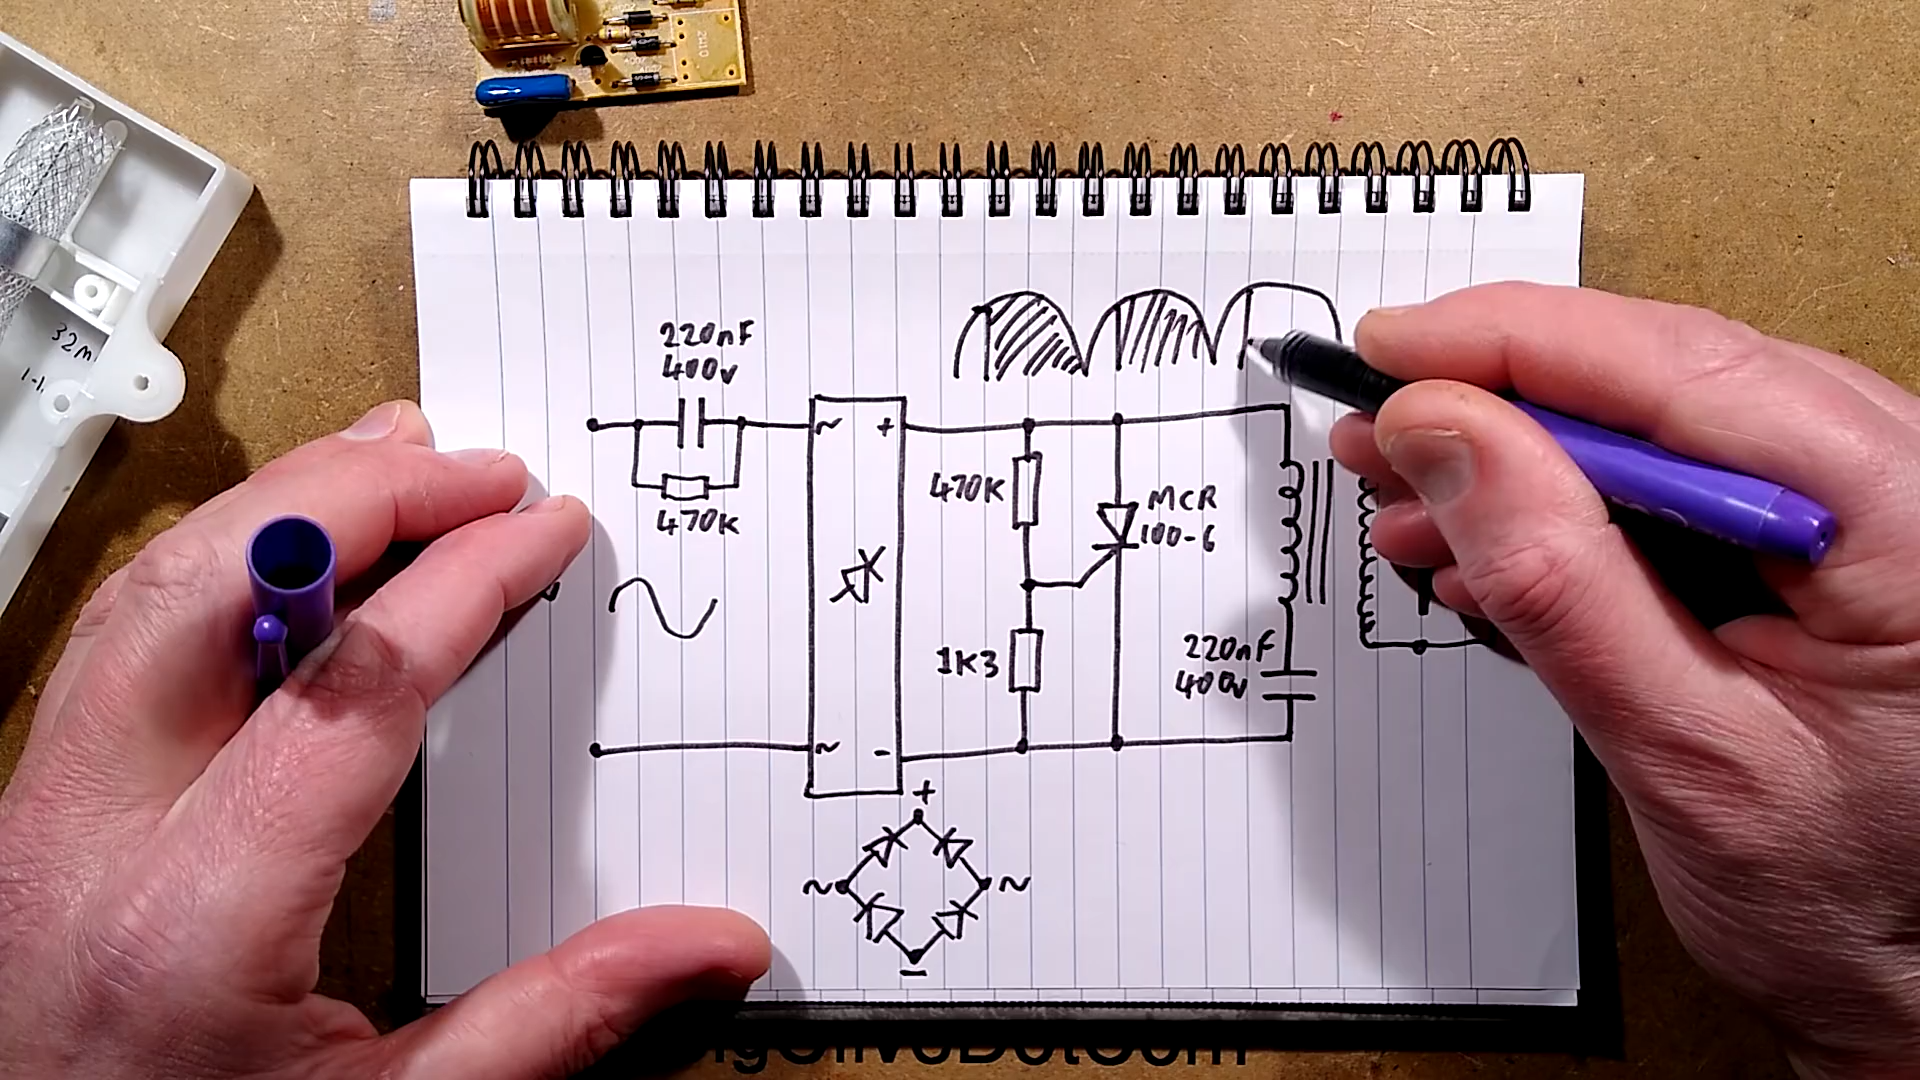 220nF
400v
470K
~ +
470K
MCR
100-6
1K3
220nF
400v
~ -
+
~ ~
-
32M